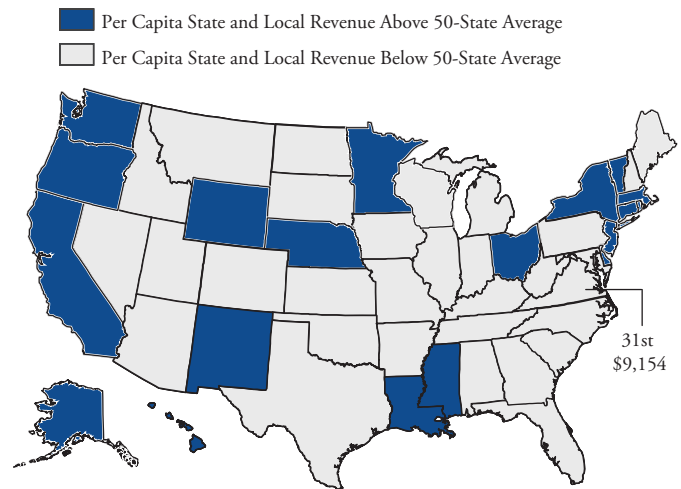 Per Capita State and Local Revenue Above 50-State Average
Per Capita State and Local Revenue Below 50-State Average
31st
$9,154